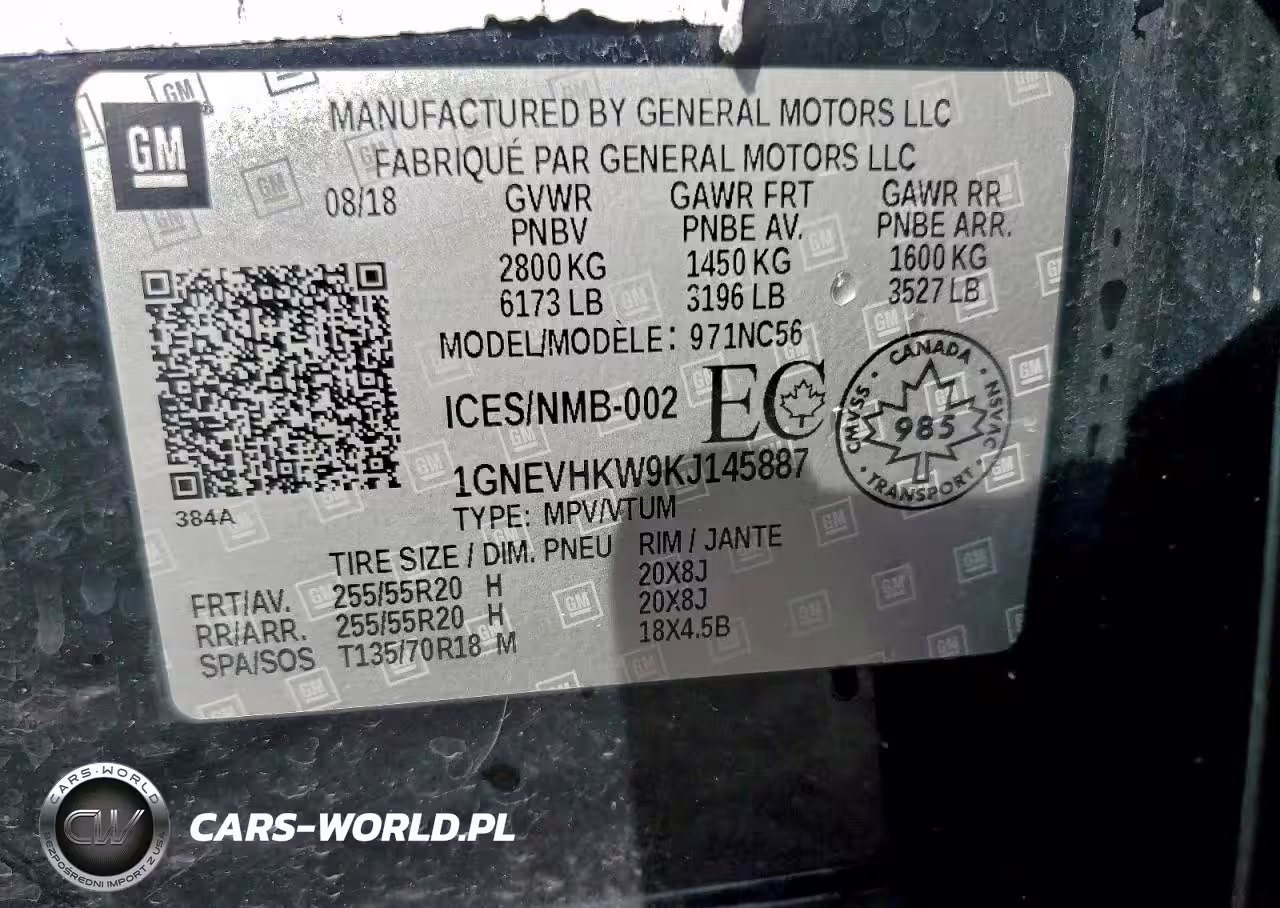 GM
MANUFACTURED BY GENERAL MOTORS LLC
FABRIQUÉ PAR GENERAL MOTORS LLC
08/18 GVWR GAWR FRT GAWR RR
PNBV PNBE AV. PNBE ARR.
2800 KG 1450 KG 1600 KG
6173 LB 3196 LB 3527 LB
MODEL/MODÈLE: 971NC56
ICES/NMB-002 EC
CANADA
CMVSS NSVAC
985
TRANSPORT
1GNEVHKW9KJ145887
384A
TYPE: MPV/VTUM
TIRE SIZE / DIM. PNEU RIM / JANTE
FRT/AV. 255/55R20 H 20X8J
RR/ARR. 255/55R20 H 20X8J
SPA/SOS T135/70R18 M 18X4.5B
CARS-WORLD
CW
BEZPOŚREDNI IMPORT Z USA
CARS-WORLD.PL